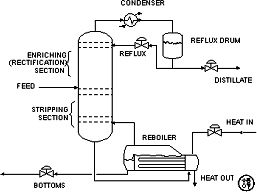 CONDENSER
ENRICHING
(RECTIFICATION)
SECTION
REFLUX DRUM
REFLUX
DISTILLATE
FEED
STRIPPING
SECTION
REBOILER
HEAT IN
BOTTOMS
HEAT OUT